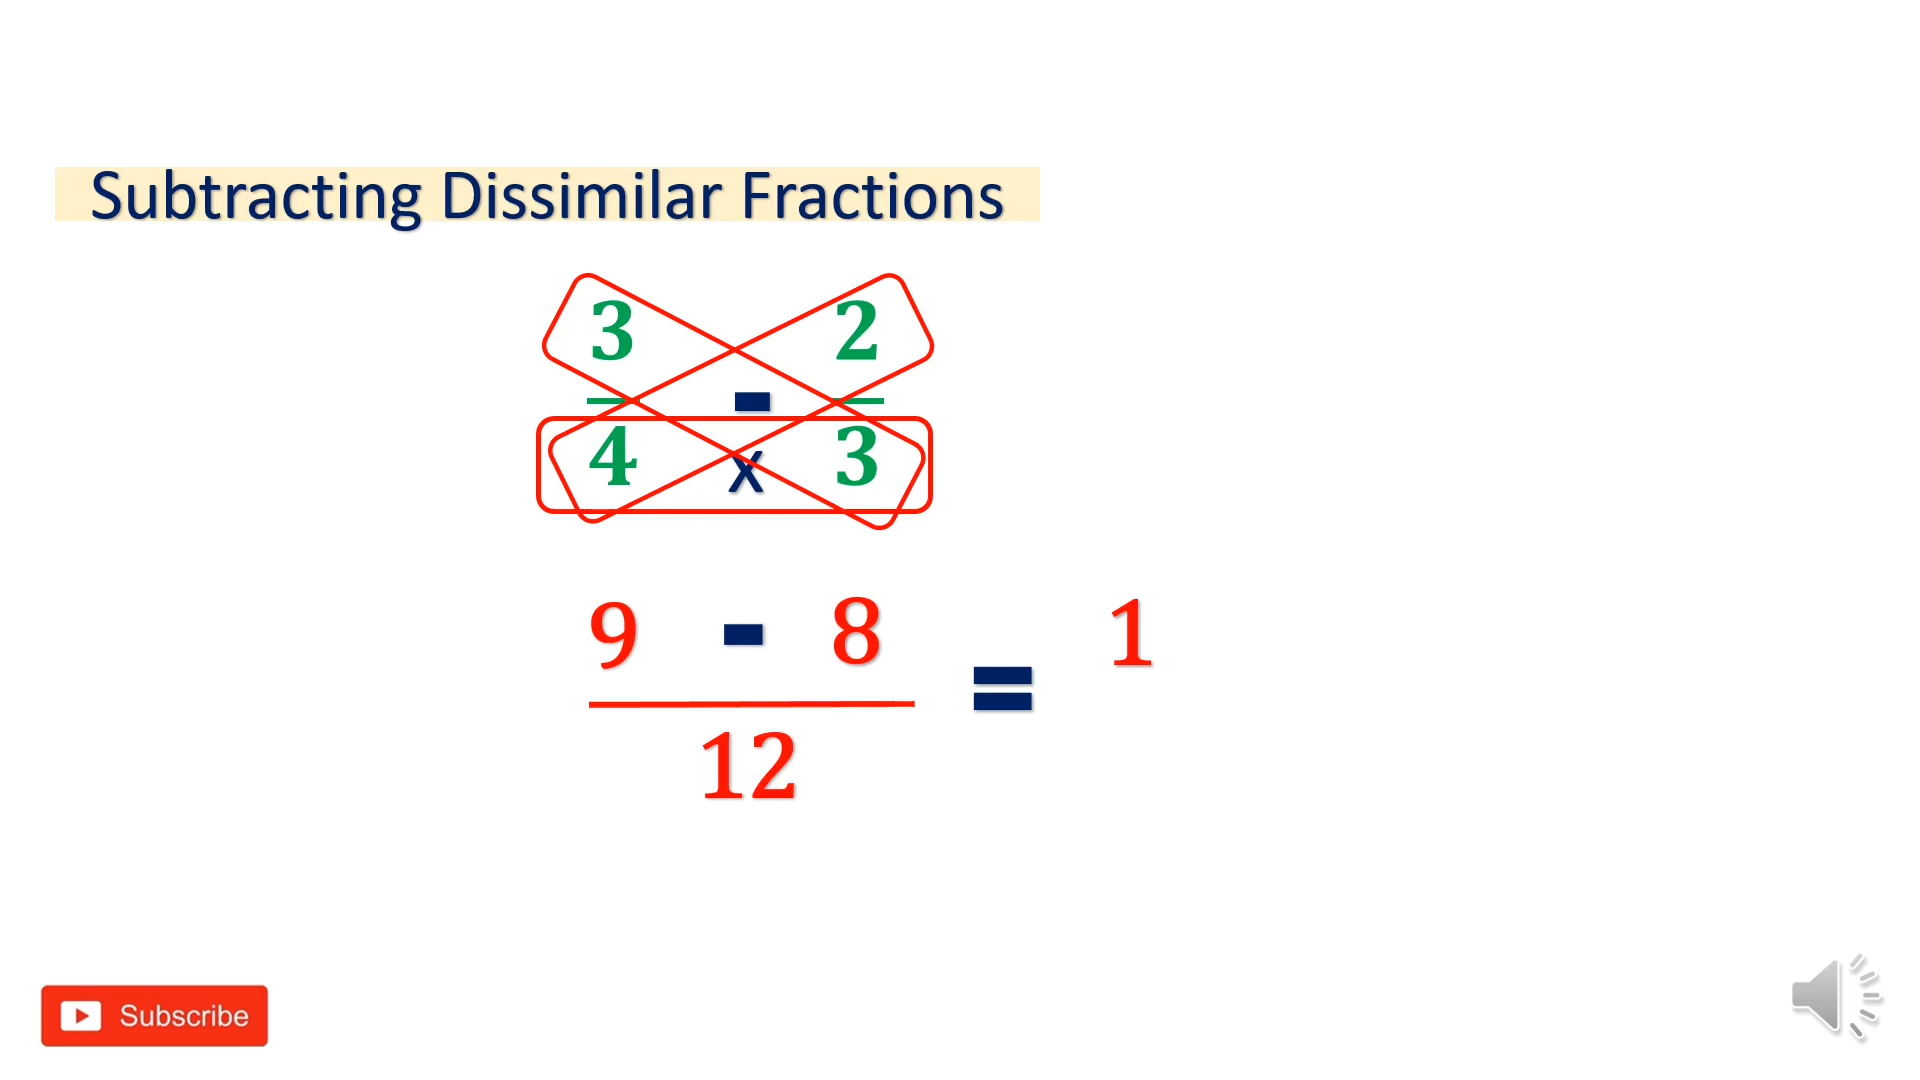 Subtracting Dissimilar Fractions
3 2
-
4 x 3
9 - 8 = 1
12
Subscribe